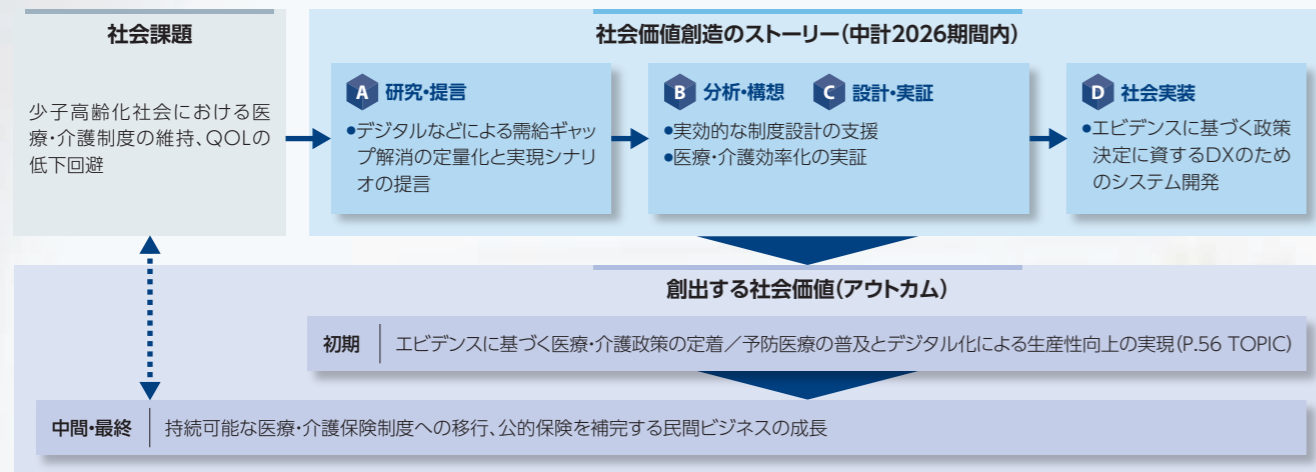 社会課題
少子高齢化社会における医
療・介護制度の維持、QOLの
低下回避
社会価値創造のストーリー(中計2026期間内)
A 研究・提言
●デジタルなどによる需給ギャッ
プ解消の定量化と実現シナリ
オの提言
B 分析・構想 C 設計・実証
●実効的な制度設計の支援
●医療・介護効率化の実証
D 社会実装
●エビデンスに基づく政策
決定に資するDXのため
のシステム開発
創出する社会価値(アウトカム)
初期 エビデンスに基づく医療・介護政策の定着/予防医療の普及とデジタル化による生産性向上の実現(P.56 TOPIC)
中間・最終 持続可能な医療・介護保険制度への移行、公的保険を補完する民間ビジネスの成長